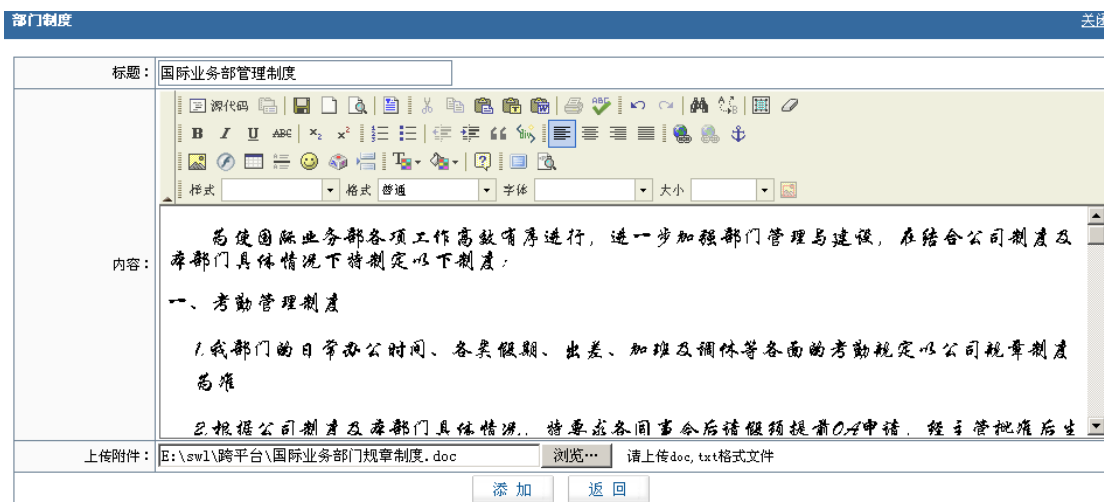 部门制度 关闭
标题： 国际业务部管理制度
源代码
B I U ABC x₂ x²
样式 格式 普通 字体 大小
为使国际业务部各项工作高效有序进行，进一步加强部门管理与建设，在结合公司制度及
内容： 本部门具体情况下特制定以下制度：
一、考勤管理制度
1.我部门的日常办公时间、各类假期、出差、加班及调休等各面的考勤规定以公司规章制度
为准
2.根据公司制度及本部门具体情况，特要求各同事今后请假须提前OA申请，经主管批准后生
上传附件： E:\swl\跨平台\国际业务部门规章制度.doc 浏览… 请上传doc,txt格式文件
添 加 返 回